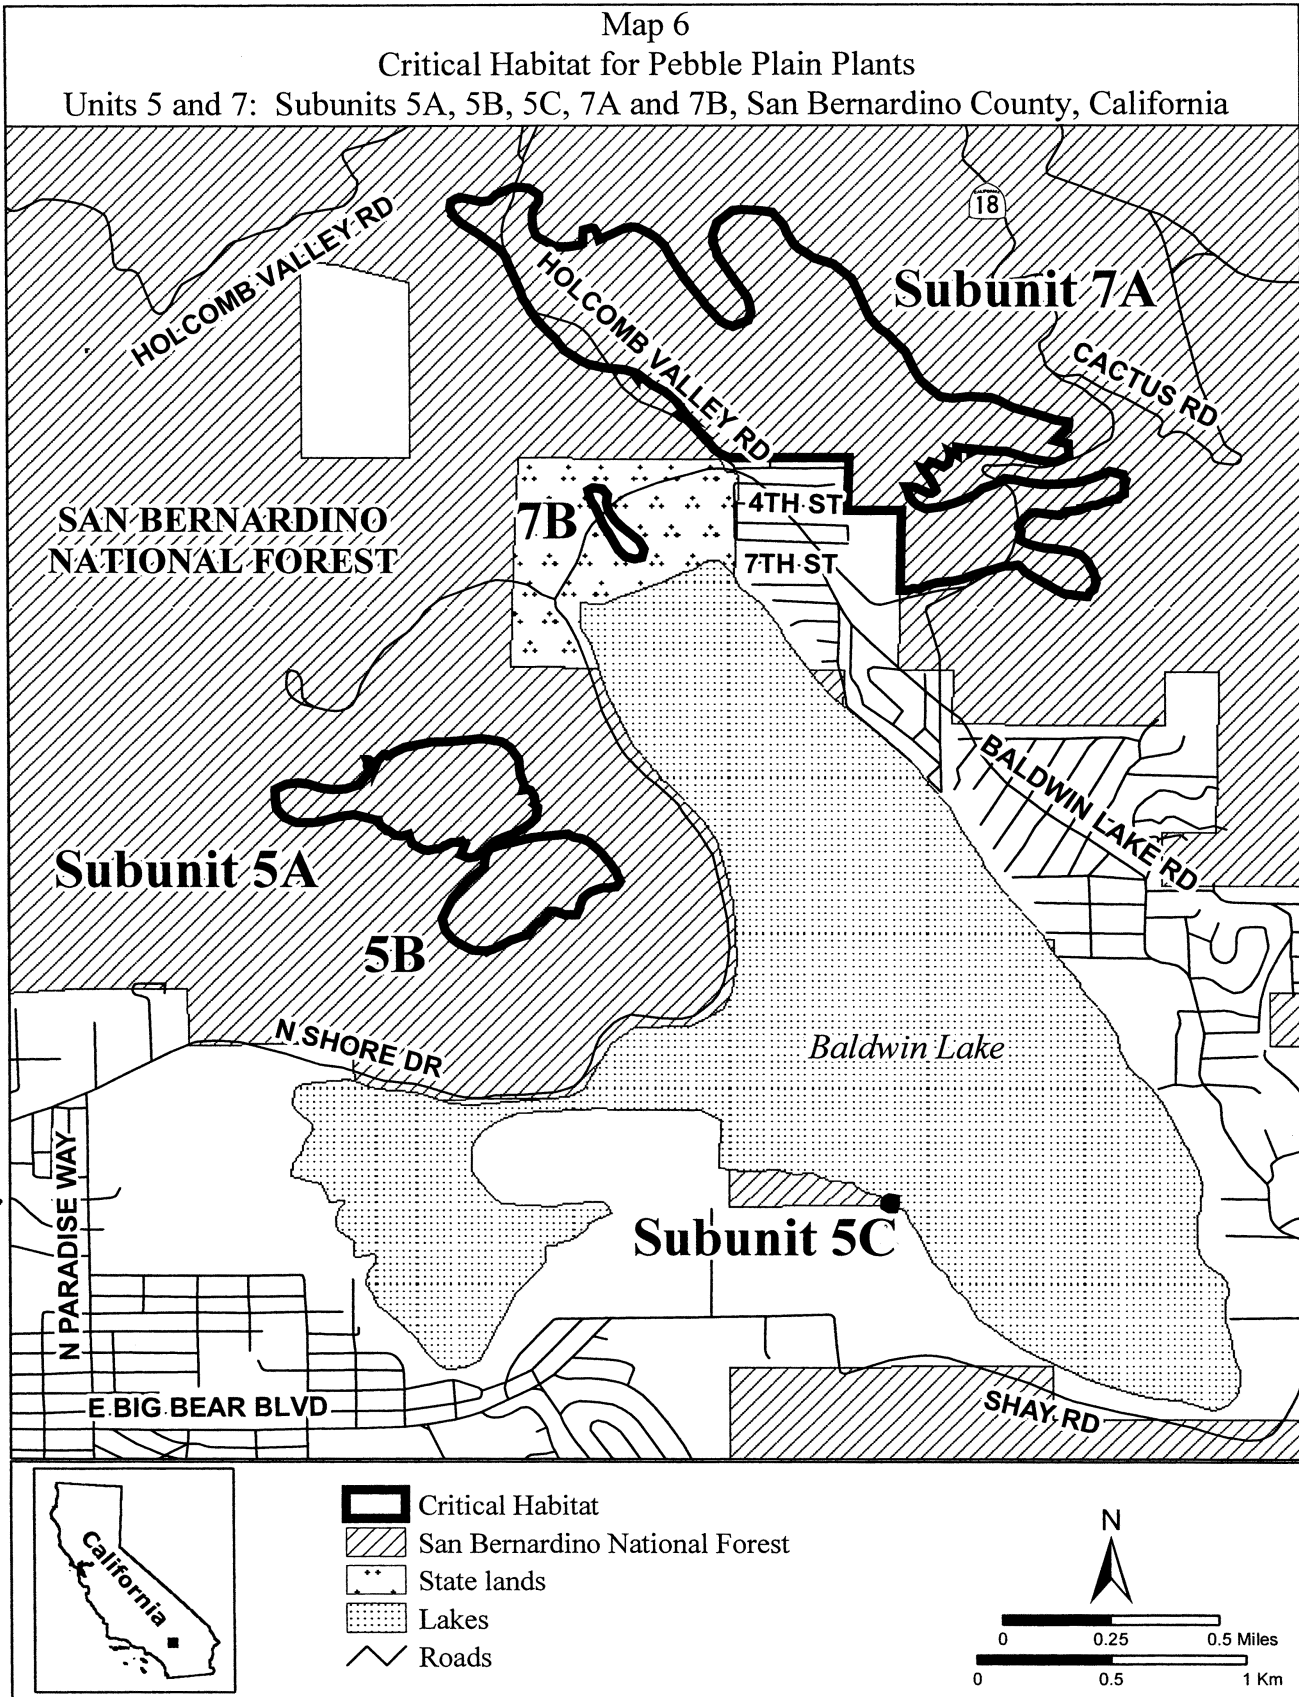 Map 6
Critical Habitat for Pebble Plain Plants
Units 5 and 7: Subunits 5A, 5B, 5C, 7A and 7B, San Bernardino County, California
CALIFORNIA
18
HOLCOMB VALLEY RD
HOLCOMB VALLEY RD
Subunit 7A
CACTUS RD
SAN BERNARDINO
NATIONAL FOREST
7B
4TH ST
7TH ST
BALDWIN LAKE RD
Subunit 5A
5B
N SHORE DR
Baldwin Lake
N PARADISE WAY
Subunit 5C
E BIG BEAR BLVD
SHAY RD
California
Critical Habitat
San Bernardino National Forest
State lands
Lakes
Roads
N
0 0.25 0.5 Miles
0 0.5 1 Km